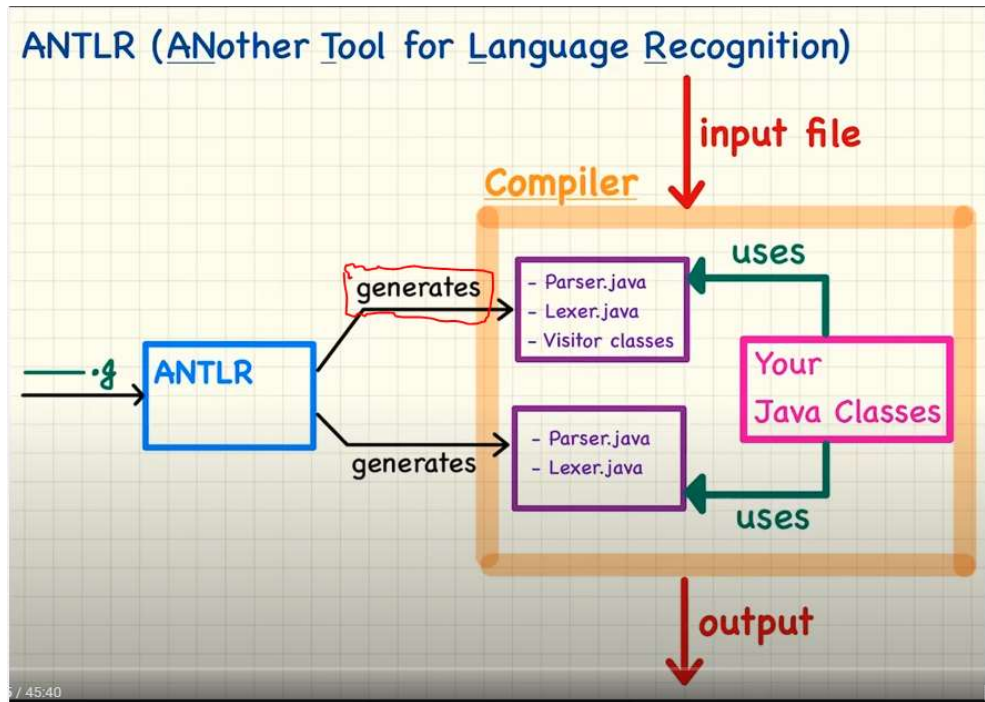 ANTLR (ANother Tool for Language Recognition)
input file
Compiler
uses
generates
- Parser.java
- Lexer.java
- Visitor classes
.g
ANTLR
Your
Java Classes
- Parser.java
- Lexer.java
generates
uses
output
/ 45:40